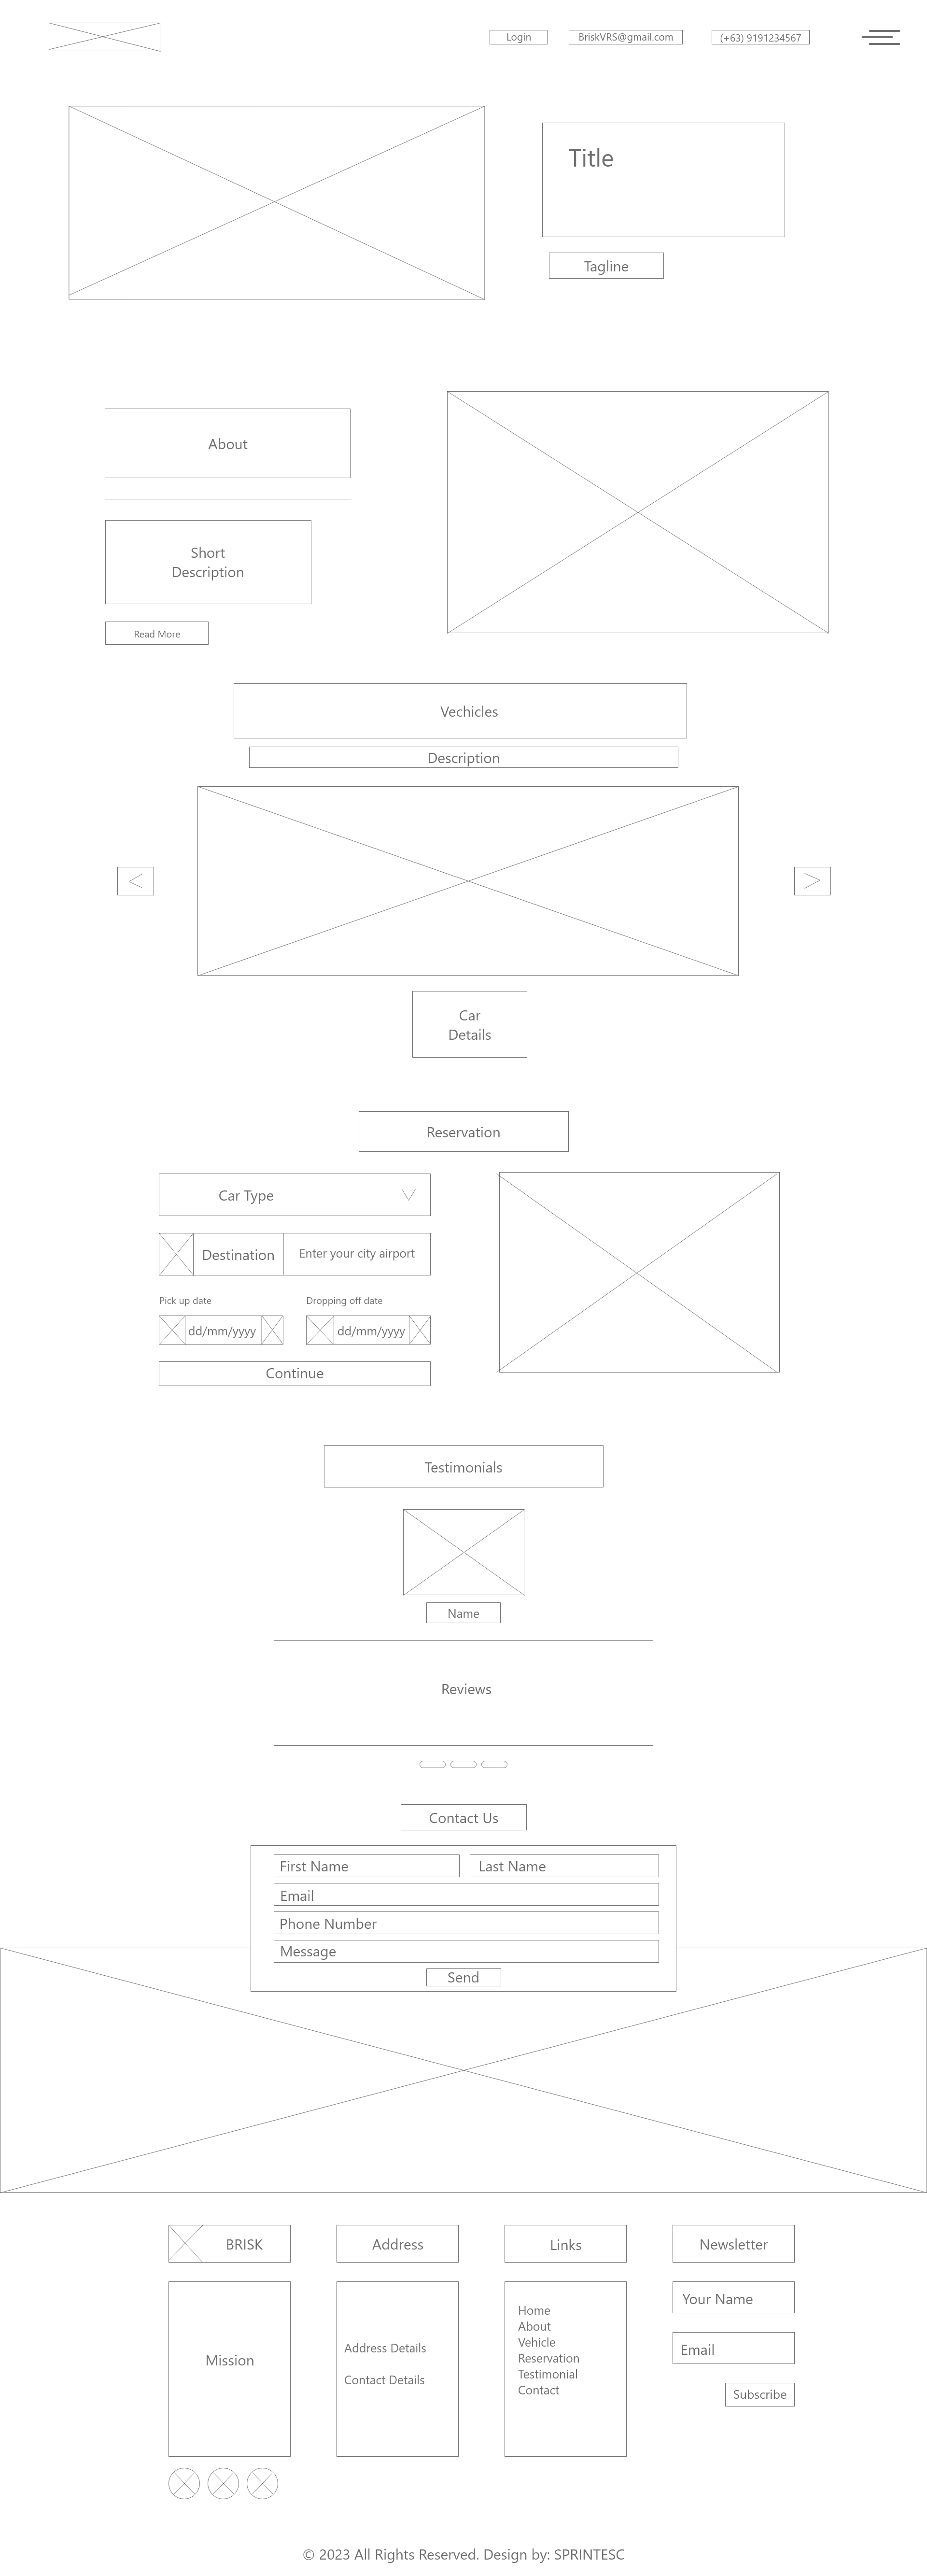 Login
BriskVRS@gmail.com
(+63) 9191234567
Title
Tagline
About
Short
Description
Read More
Vechicles
Description
<
>
Car
Details
Reservation
Car Type
Destination
Enter your city airport
Pick up date
Dropping off date
dd/mm/yyyy
dd/mm/yyyy
Continue
Testimonials
Name
Reviews
Contact Us
First Name
Last Name
Email
Phone Number
Message
Send
BRISK
Address
Links
Newsletter
Mission
Address Details
Contact Details
Home
About
Vehicle
Reservation
Testimonial
Contact
Your Name
Email
Subscribe
© 2023 All Rights Reserved. Design by: SPRINTESC